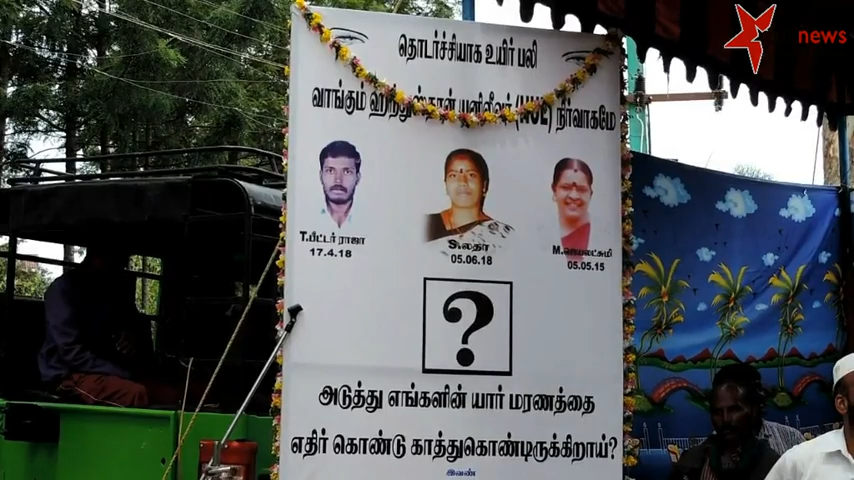 தொடர்ச்சியாக உயிர் பலி
வாங்கும் ஹிந்துஸ்தான் யுனிலீவர் (HUL) நிர்வாகமே
T.பீட்டர் ராஜா
17.4.18
S.லதா
05.06.18
M.ஜெயலட்சுமி
05.05.15
?
அடுத்து எங்களின் யார் மரணத்தை
எதிர் கொண்டு காத்துகொண்டிருக்கிறாய்?
இவண்
news